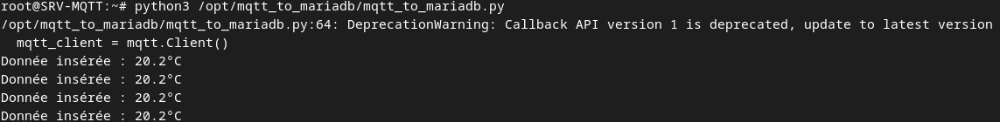 root@SRV-MQTT:~# python3 /opt/mqtt_to_mariadb/mqtt_to_mariadb.py
/opt/mqtt_to_mariadb/mqtt_to_mariadb.py:64: DeprecationWarning: Callback API version 1 is deprecated, update to latest version
  mqtt_client = mqtt.Client()
Donnée insérée : 20.2°C
Donnée insérée : 20.2°C
Donnée insérée : 20.2°C
Donnée insérée : 20.2°C